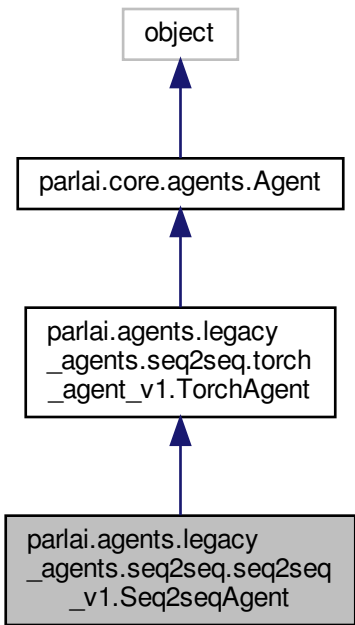 object
parlai.core.agents.Agent
parlai.agents.legacy
_agents.seq2seq.torch
_agent_v1.TorchAgent
parlai.agents.legacy
_agents.seq2seq.seq2seq
_v1.Seq2seqAgent